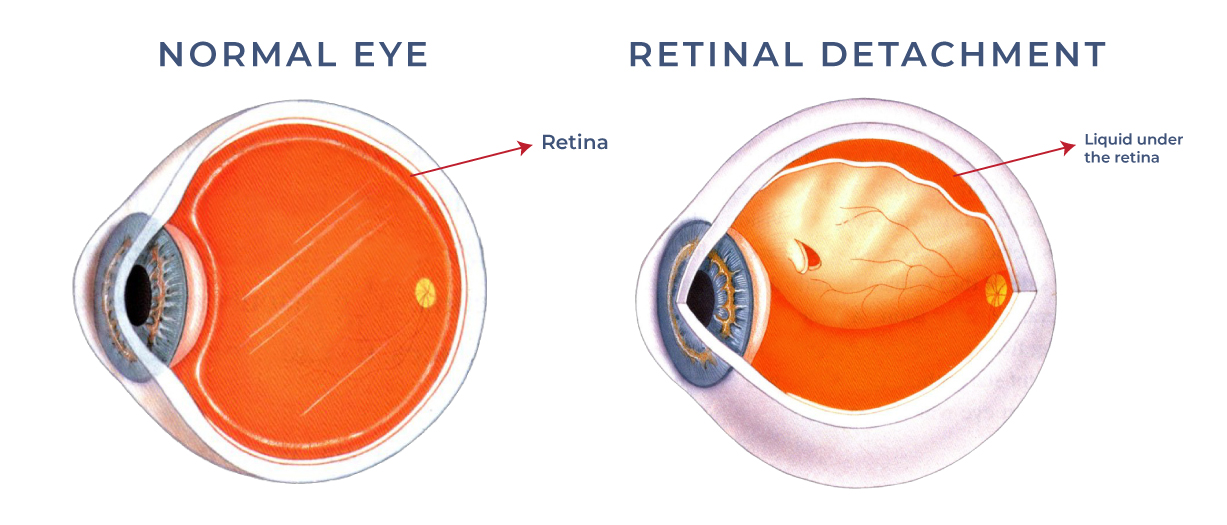 NORMAL EYE
RETINAL DETACHMENT
Retina
Liquid under
the retina